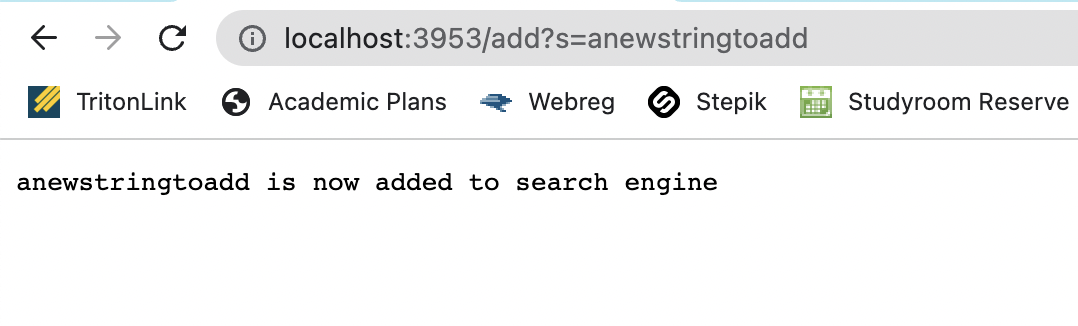 localhost:3953/add?s=anewstringtoadd
TritonLink Academic Plans Webreg Stepik Studyroom Reserve
anewstringtoadd is now added to search engine